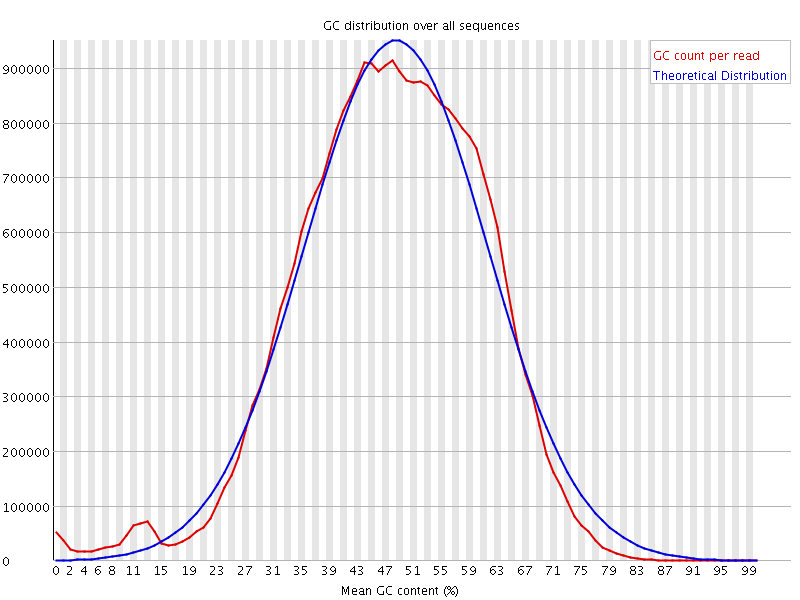 GC distribution over all sequences
GC count per read
Theoretical Distribution
900000
800000
700000
600000
500000
400000
300000
200000
100000
0
0 2 4 6 8 11 15 19 23 27 31 35 39 43 47 51 55 59 63 67 71 75 79 83 87 91 95 99
Mean GC content (%)